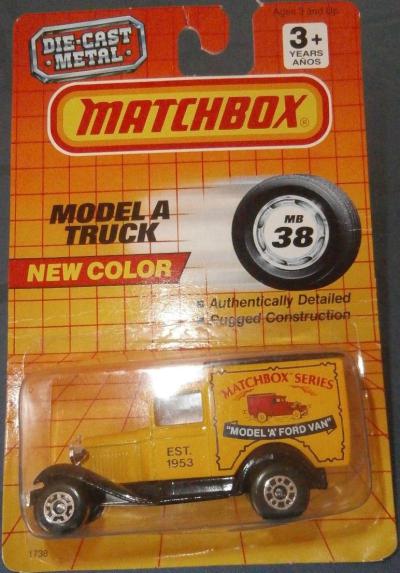 Ages 3 and Up
DIE-CAST
METAL
3+
YEARS
AÑOS
MATCHBOX®
MODEL A
TRUCK
NEW COLOR
MB
38
Authentically Detailed
Rugged Construction
MATCHBOX SERIES
"MODEL 'A' FORD VAN"
EST.
1953
1738